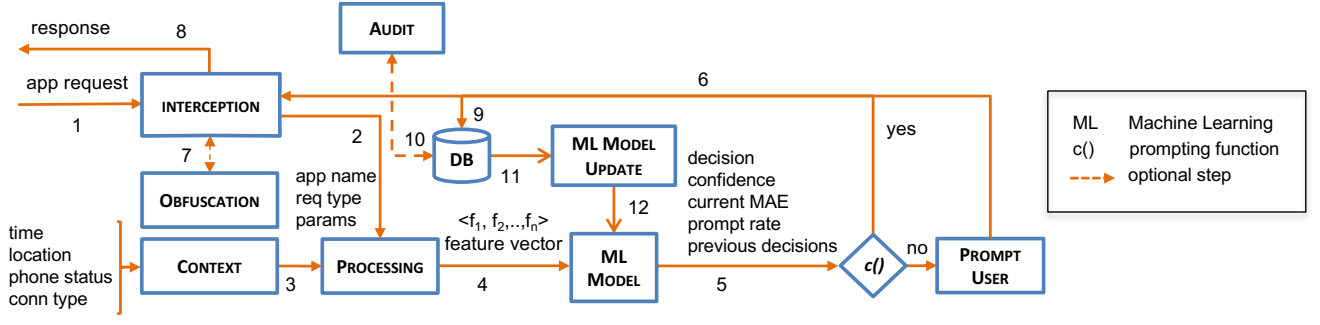 response
8
AUDIT
app request
1
INTERCEPTION
2
6
9
10
DB
11
ML MODEL
UPDATE
yes
ML Machine Learning
c() prompting function
optional step
7
OBFUSCATION
app name
req type
params
12
decision
confidence
current MAE
prompt rate
previous decisions
<f1, f2,..,fn>
feature vector
time
location
phone status
conn type
CONTEXT
3
PROCESSING
4
ML
MODEL
5
c()
no
PROMPT
USER